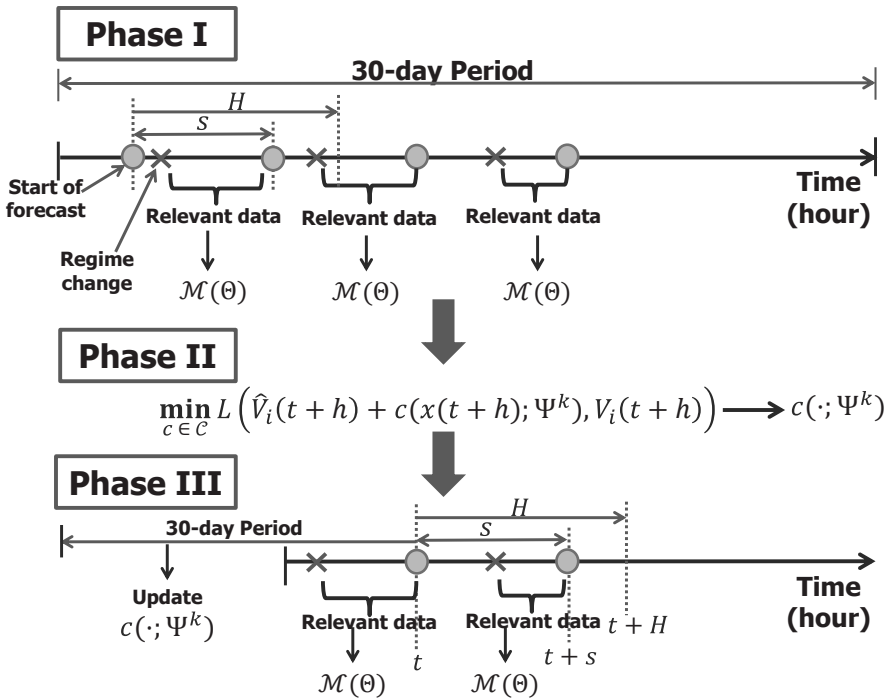 Phase I
30-day Period
H
s
Start of
forecast
Time
(hour)
Relevant data
Relevant data
Relevant data
Regime
change
ℳ(Θ)
ℳ(Θ)
ℳ(Θ)
Phase II
min L (V̂ᵢ(t + h) + c(x(t + h); Ψᵏ), Vᵢ(t + h)) ⟶ c(·; Ψᵏ)
c ∈ 𝒞
Phase III
H
30-day Period
s
Update
c(·; Ψᵏ)
Time
(hour)
Relevant data
Relevant data
t + H
t
t + s
ℳ(Θ)
ℳ(Θ)